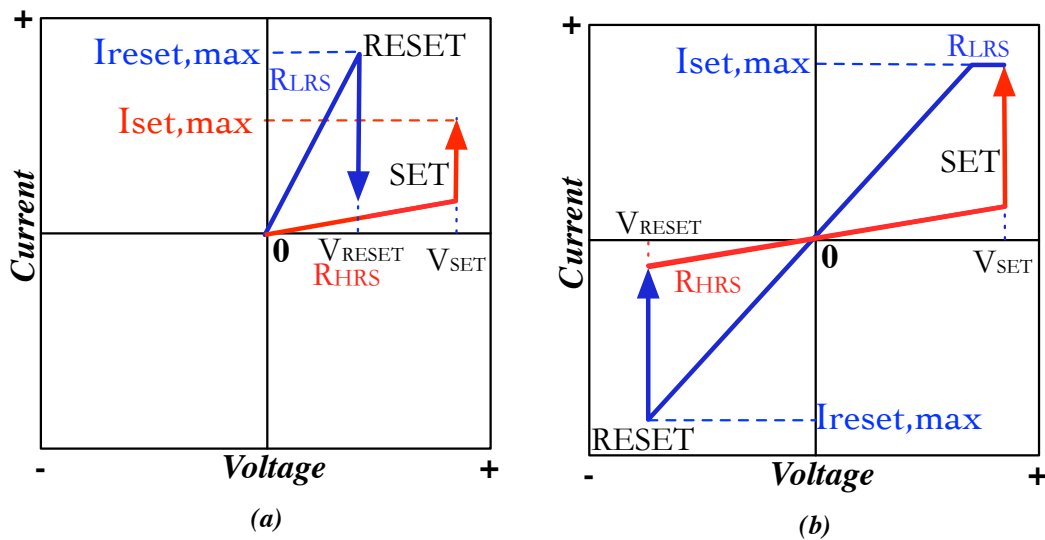 +
Ireset,max
RESET
RLRS
Iset,max
SET
Current
0
VRESET
VSET
RHRS
-
Voltage
+
(a)
+
Iset,max
RLRS
SET
VRESET
Current
0
VSET
RHRS
RESET
Ireset,max
-
Voltage
+
(b)